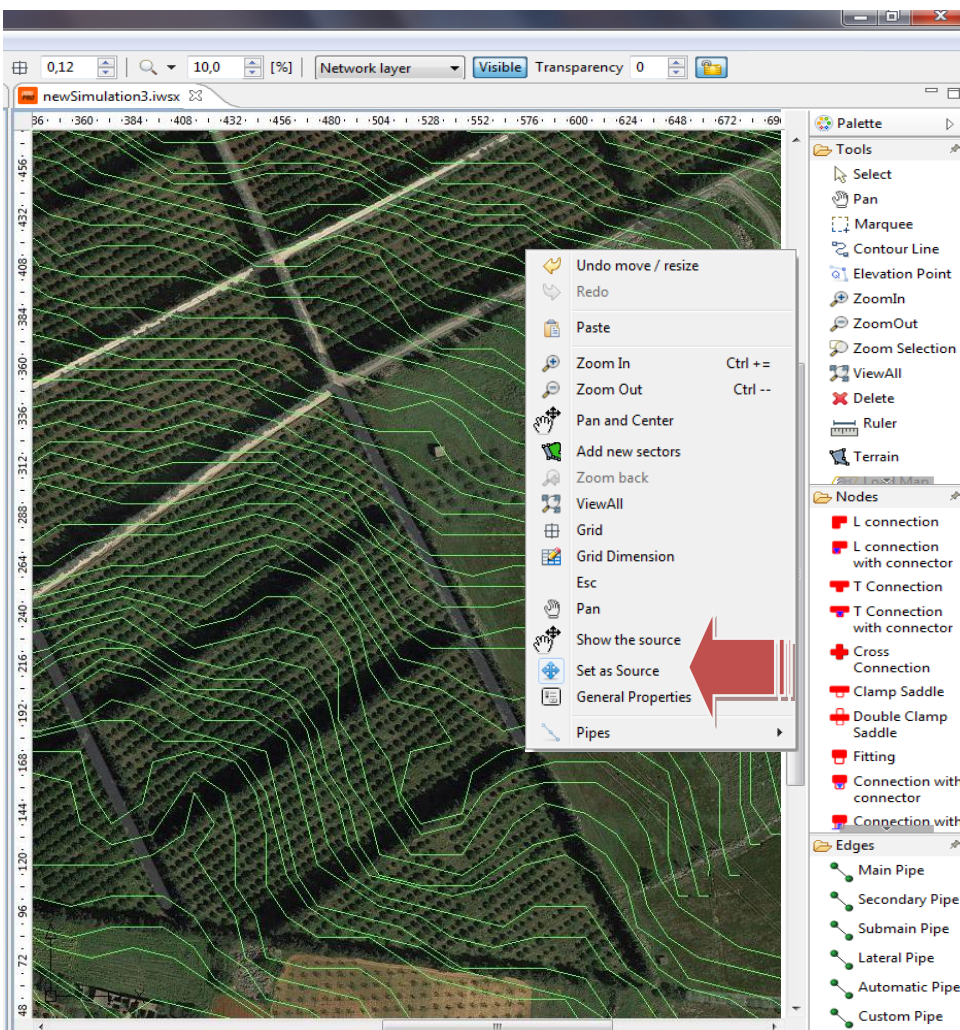 0,12 10,0 [%] Network layer Visible Transparency 0
newSimulation3.iwsx
36 360 384 408 432 456 480 504 528 552 576 600 624 648 672 69
456
432
408
384
360
336
312
288
264
240
216
192
168
144
120
96
72
48
Undo move / resize
Redo
Paste
Zoom In Ctrl +=
Zoom Out Ctrl --
Pan and Center
Add new sectors
Zoom back
ViewAll
Grid
Grid Dimension
Esc
Pan
Show the source
Set as Source
General Properties
Pipes
Palette
Tools
Select
Pan
Marquee
Contour Line
Elevation Point
ZoomIn
ZoomOut
Zoom Selection
ViewAll
Delete
Ruler
Terrain
Load Map
Nodes
L connection
L connection
with connector
T Connection
T Connection
with connector
Cross
Connection
Clamp Saddle
Double Clamp
Saddle
Fitting
Connection with
connector
Connection with
Edges
Main Pipe
Secondary Pipe
Submain Pipe
Lateral Pipe
Automatic Pipe
Custom Pipe